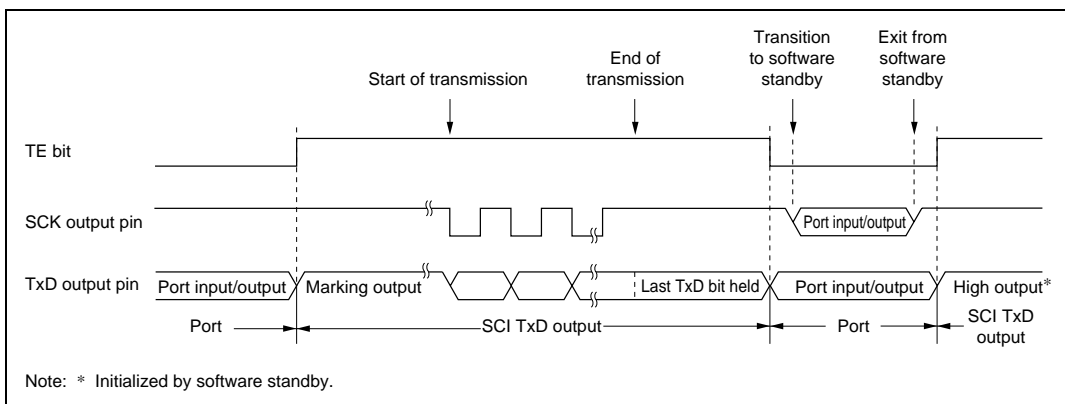 Transition
to software
standby
Exit from
software
standby
End of
transmission
Start of transmission
TE bit
SCK output pin
Port input/output
TxD output pin
Port input/output
Marking output
Last TxD bit held
Port input/output
High output*
Port
SCI TxD output
Port
SCI TxD
output
Note: * Initialized by software standby.